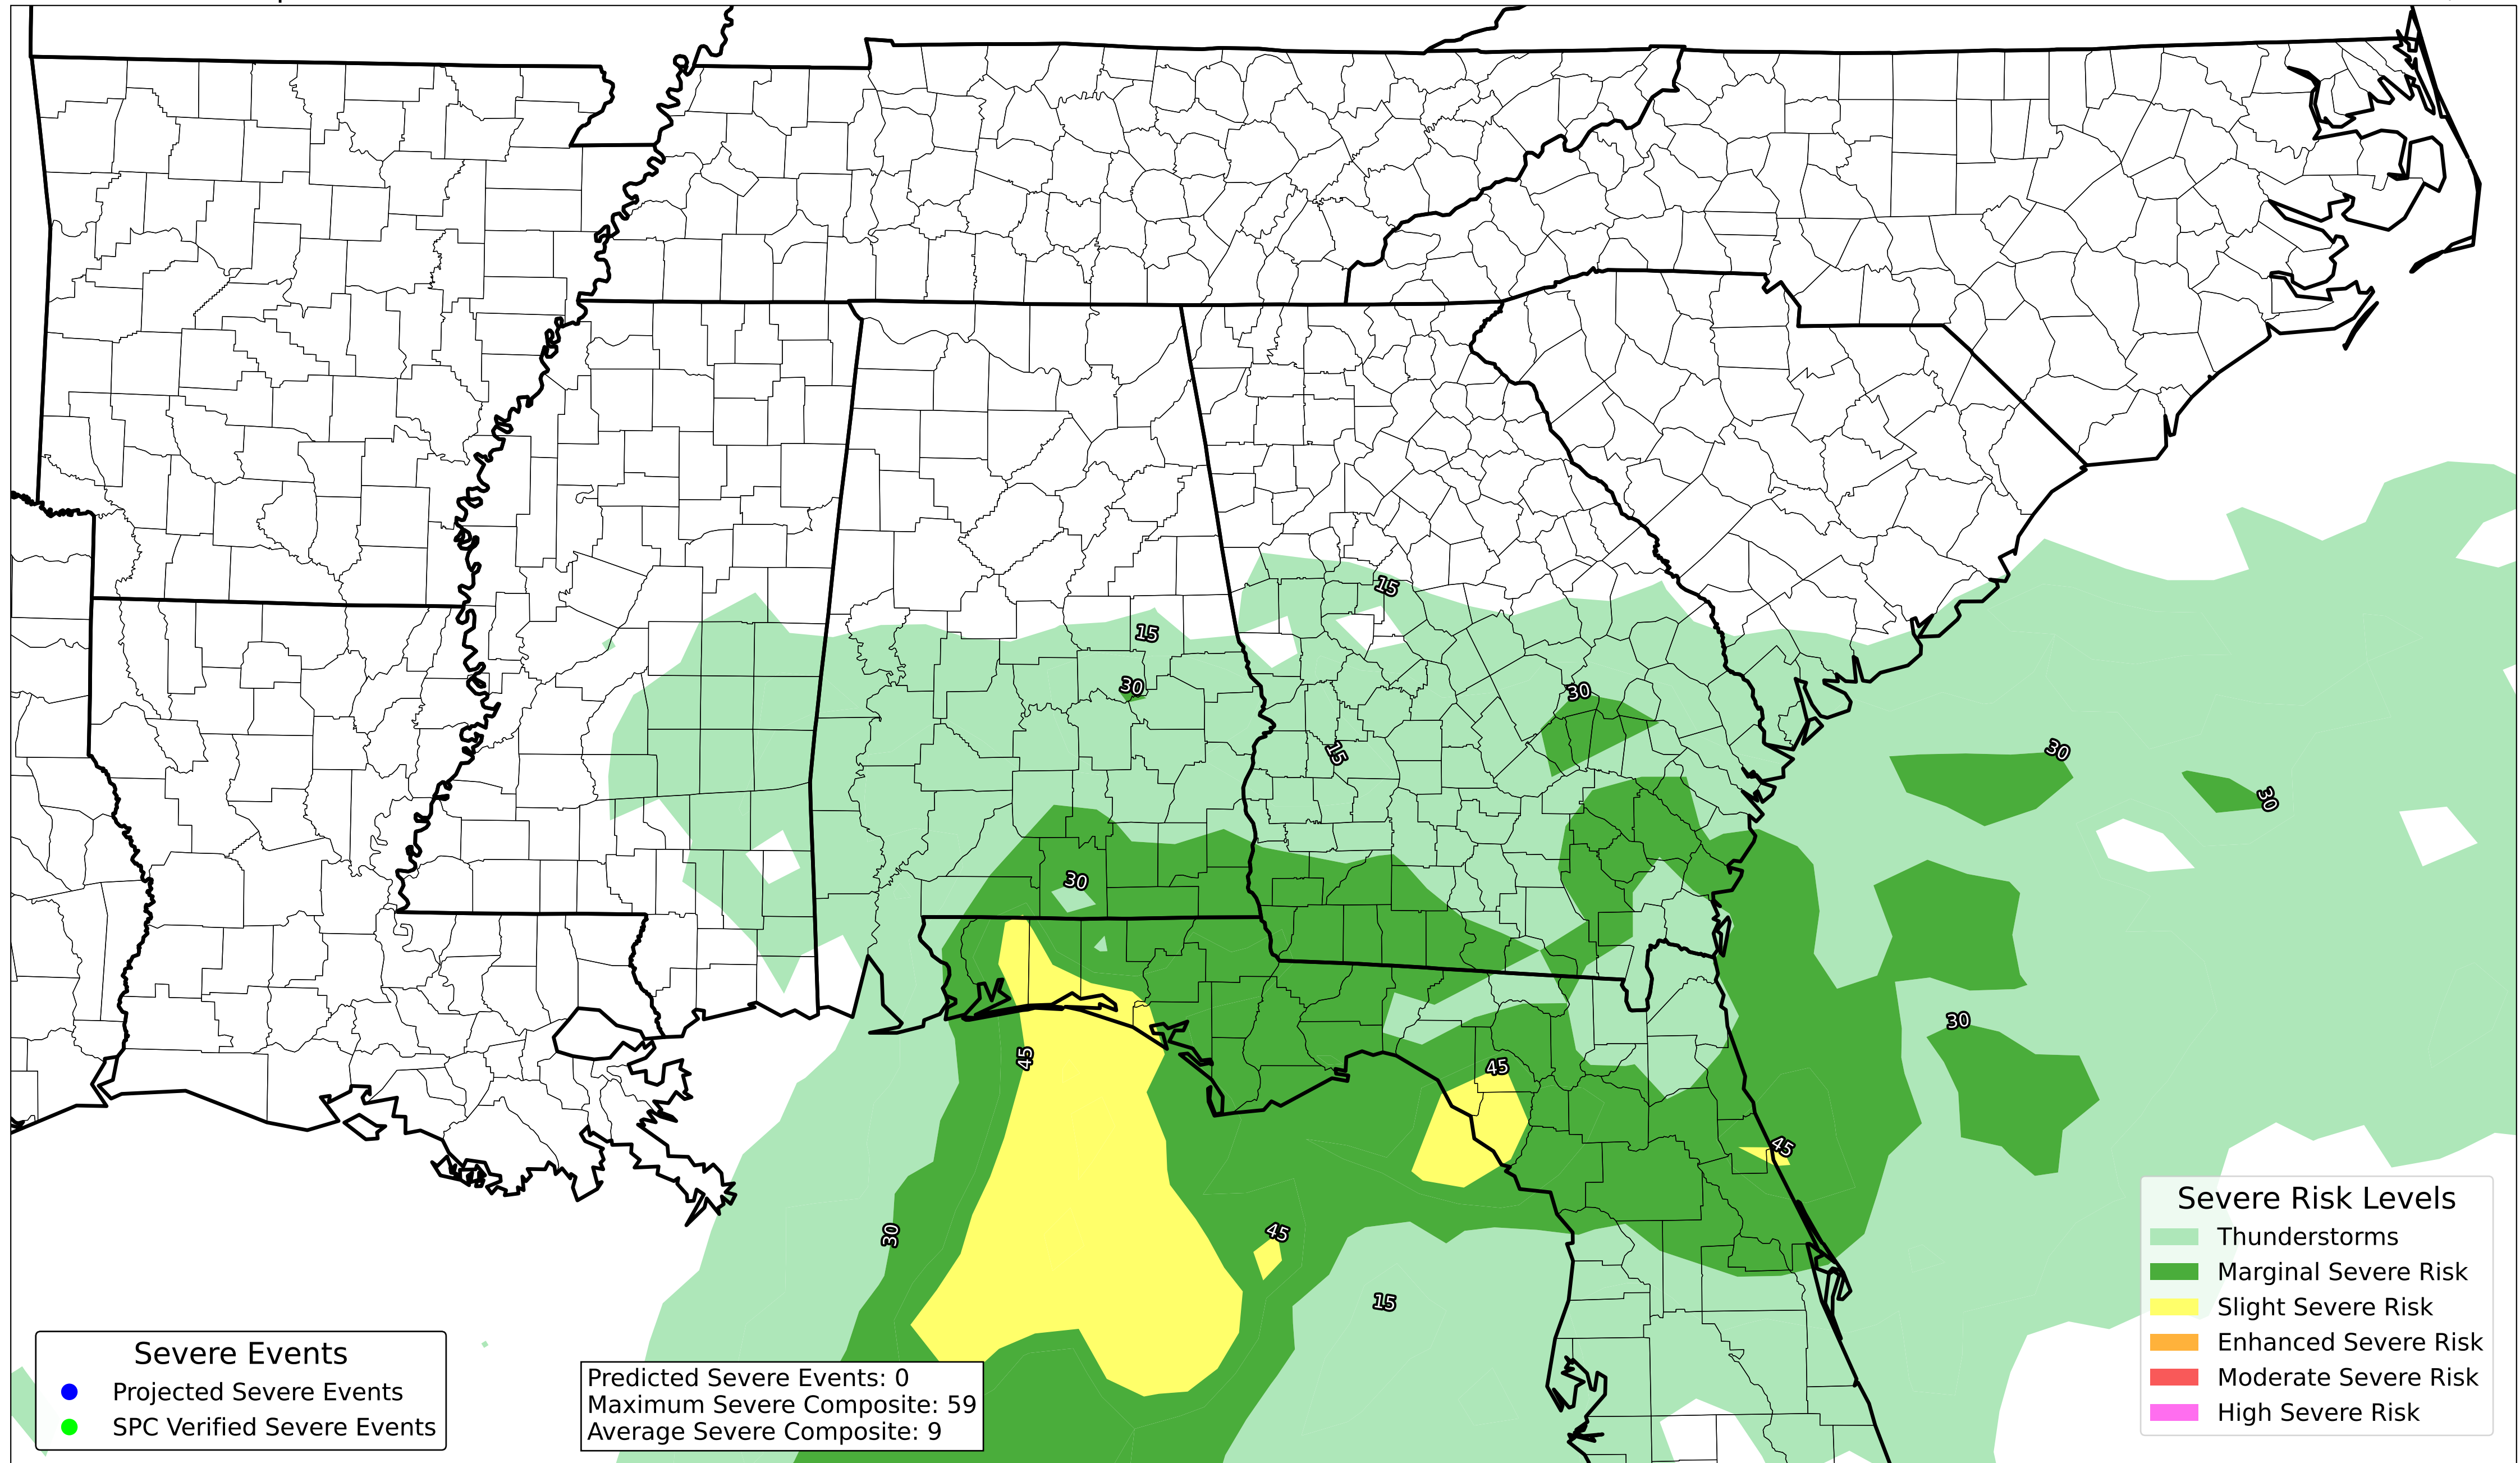 15
15
30
30
15
30
30
30
30
45
45
45
30
45
15
Severe Risk Levels
Thunderstorms
Marginal Severe Risk
Slight Severe Risk
Enhanced Severe Risk
Moderate Severe Risk
High Severe Risk
Severe Events
Projected Severe Events
SPC Verified Severe Events
Predicted Severe Events: 0
Maximum Severe Composite: 59
Average Severe Composite: 9